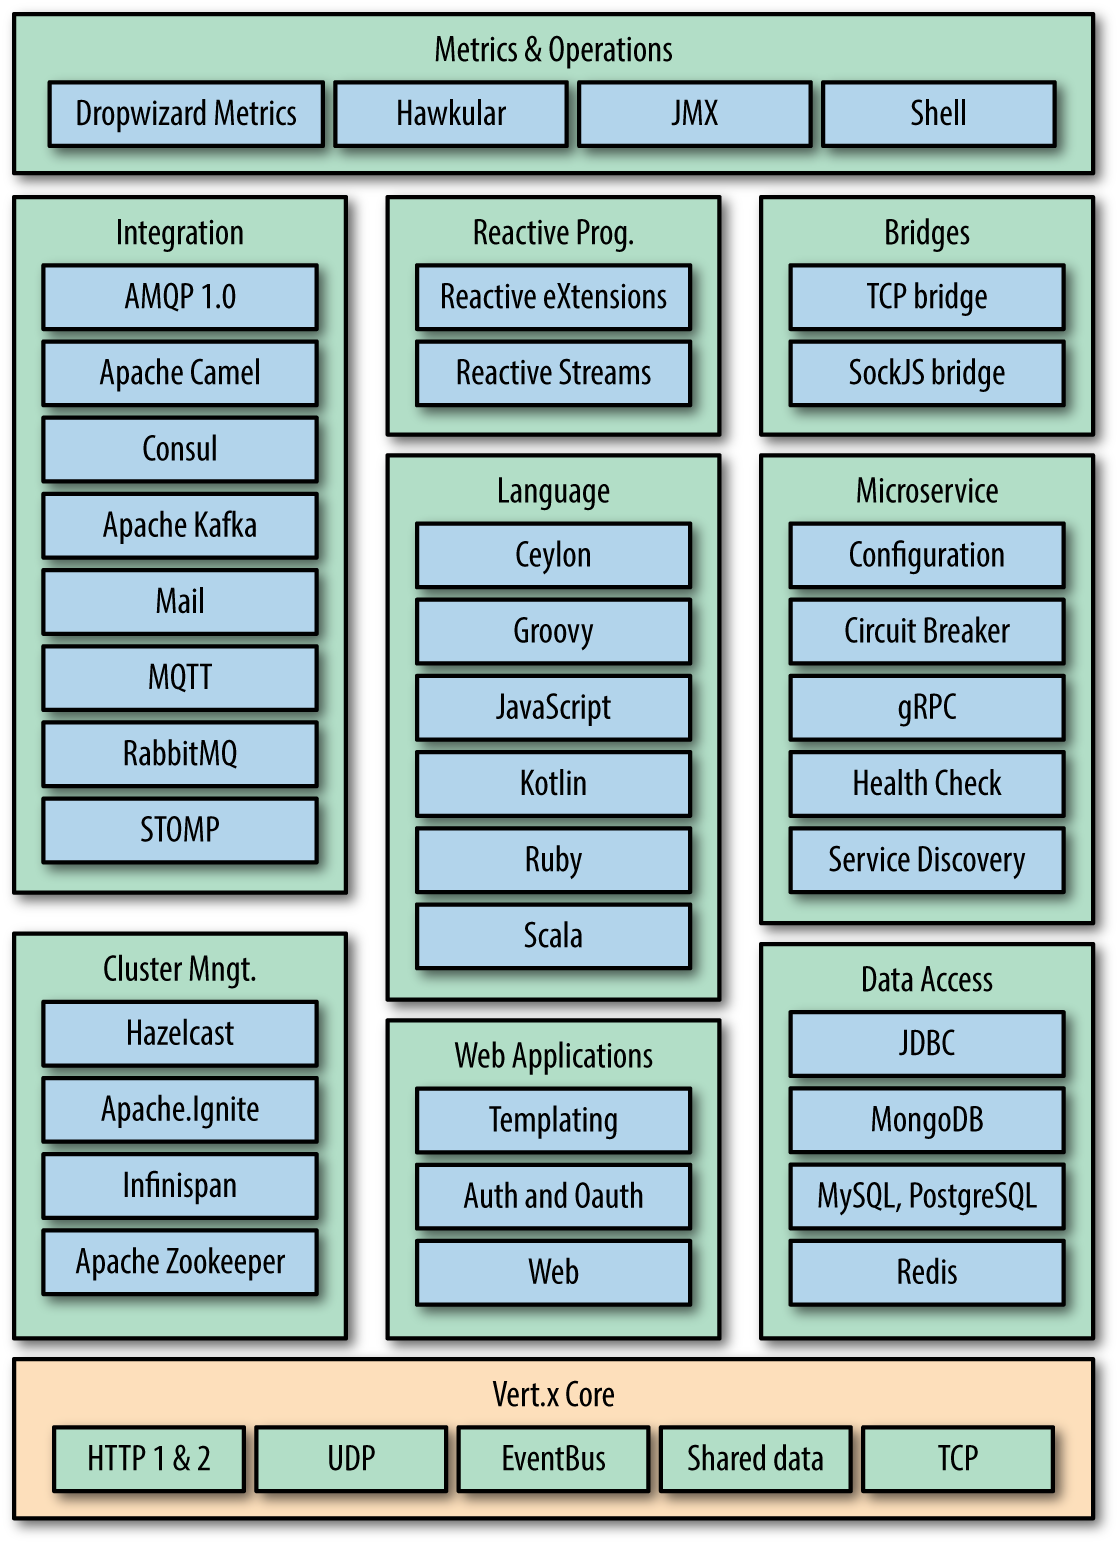 Metrics & Operations
Dropwizard Metrics
Hawkular
JMX
Shell
Integration
AMQP 1.0
Apache Camel
Consul
Apache Kafka
Mail
MQTT
RabbitMQ
STOMP
Cluster Mngt.
Hazelcast
Apache.Ignite
Infinispan
Apache Zookeeper
Reactive Prog.
Reactive eXtensions
Reactive Streams
Language
Ceylon
Groovy
JavaScript
Kotlin
Ruby
Scala
Web Applications
Templating
Auth and Oauth
Web
Bridges
TCP bridge
SockJS bridge
Microservice
Configuration
Circuit Breaker
gRPC
Health Check
Service Discovery
Data Access
JDBC
MongoDB
MySQL, PostgreSQL
Redis
Vert.x Core
HTTP 1 & 2
UDP
EventBus
Shared data
TCP